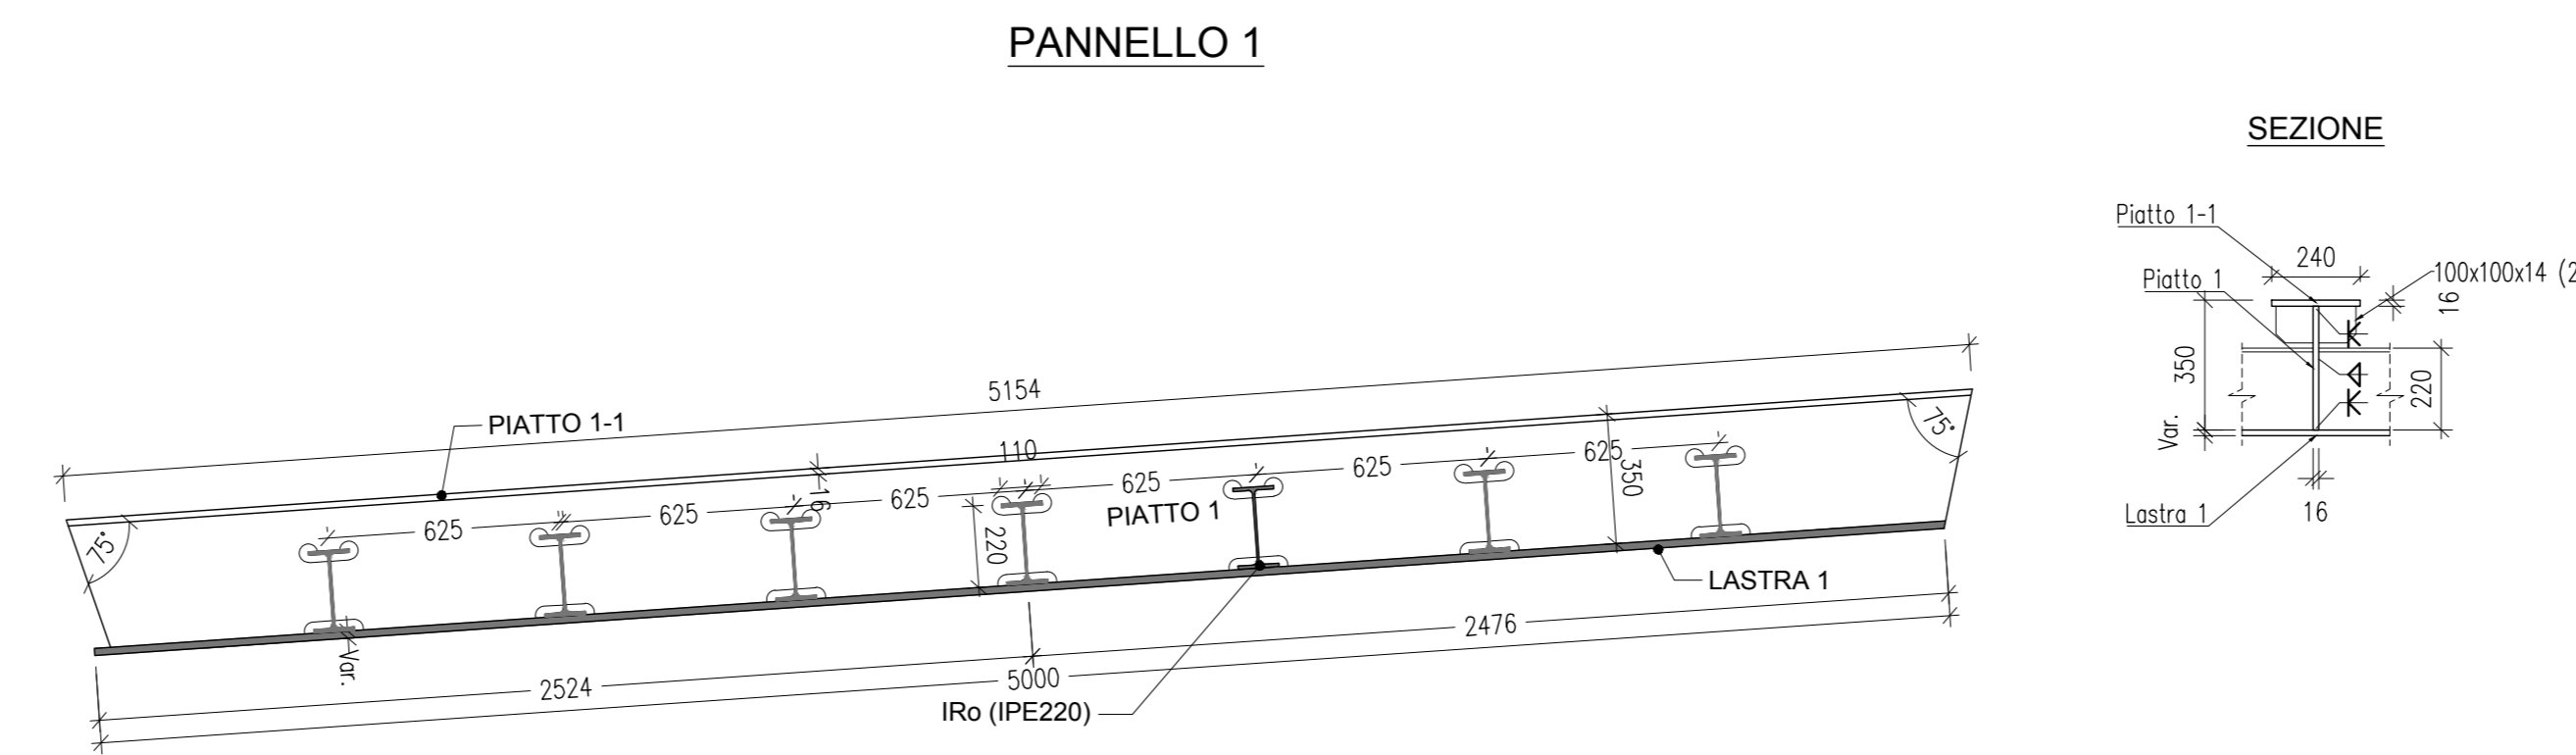 PANNELLO 1
SEZIONE
Piatto 1-1
240
100x100x14 (2
Piatto 1
16
350
220
Var.
Lastra 1
16
5154
PIATTO 1-1
110
75°
75°
625
625
625
625
625
625
16
350
220
PIATTO 1
LASTRA 1
Var.
2476
2524
5000
IRo (IPE220)